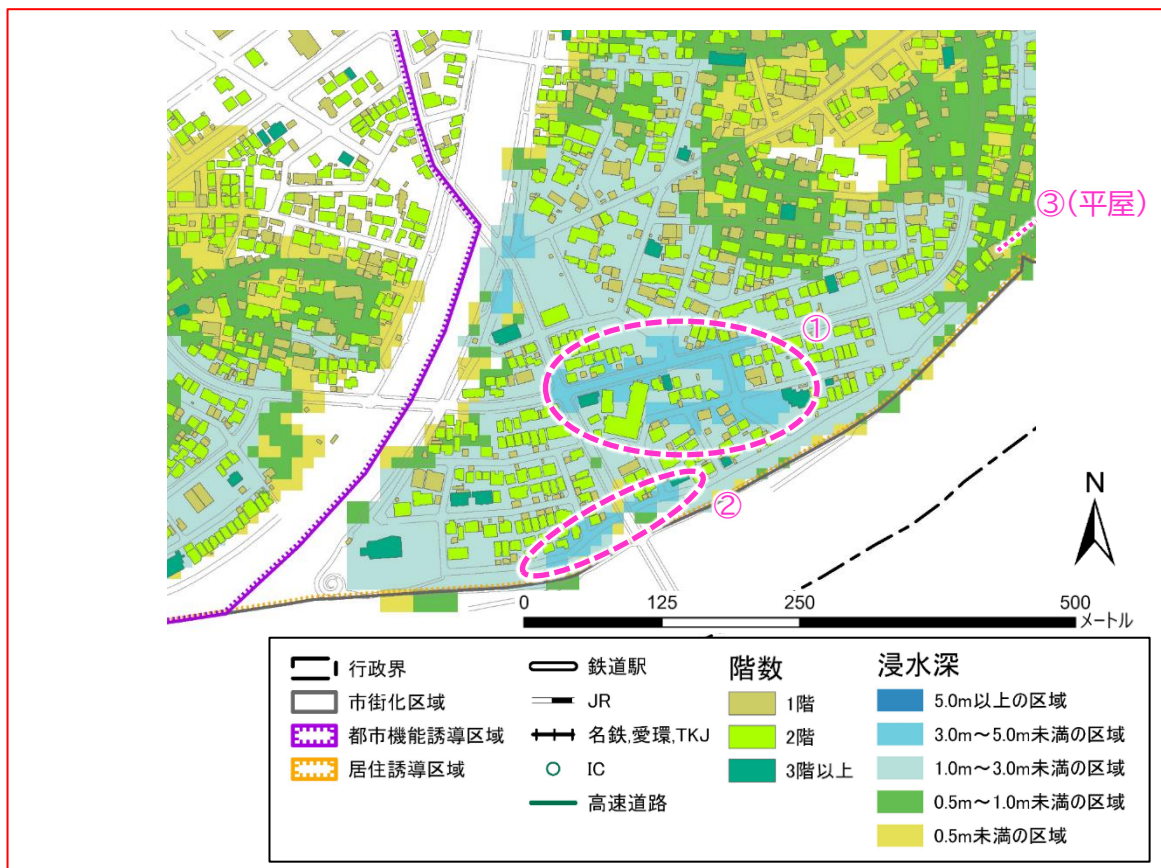 ③(平屋)
①
②
N
0 125 250 500
メートル
行政界
市街化区域
都市機能誘導区域
居住誘導区域
鉄道駅
JR
名鉄,愛環,TKJ
IC
高速道路
階数
1階
2階
3階以上
浸水深
5.0m以上の区域
3.0m～5.0m未満の区域
1.0m～3.0m未満の区域
0.5m～1.0m未満の区域
0.5m未満の区域